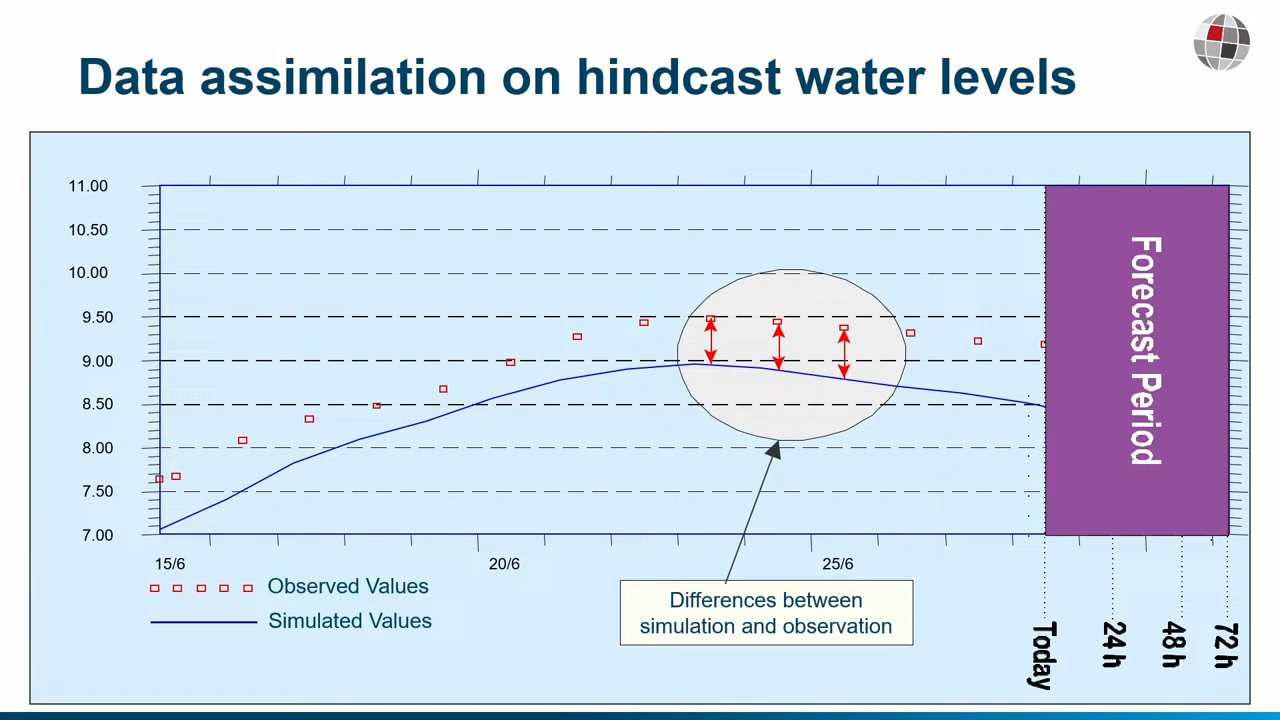 Data assimilation on hindcast water levels
11.00
10.50
10.00
9.50
9.00
8.50
8.00
7.50
7.00
15/6
20/6
25/6
Forecast Period
Observed Values
Simulated Values
Differences between
simulation and observation
Today
24 h
48 h
72 h